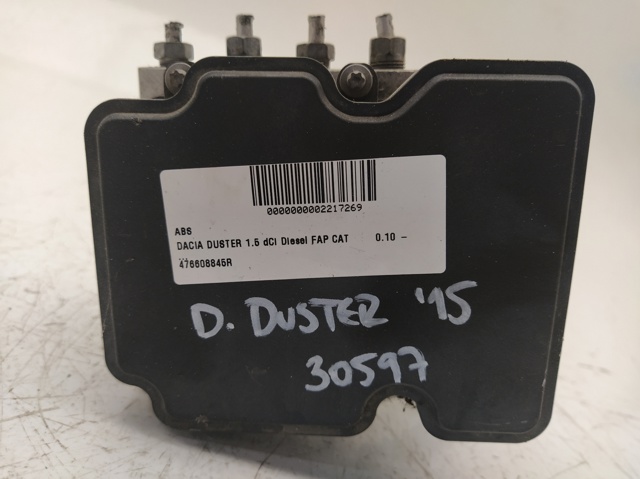 0000000002217269
ABS
DACIA DUSTER 1.5 dCi Diesel FAP CAT 0.10 -
...
476608845R
D. DUSTER '15
30597